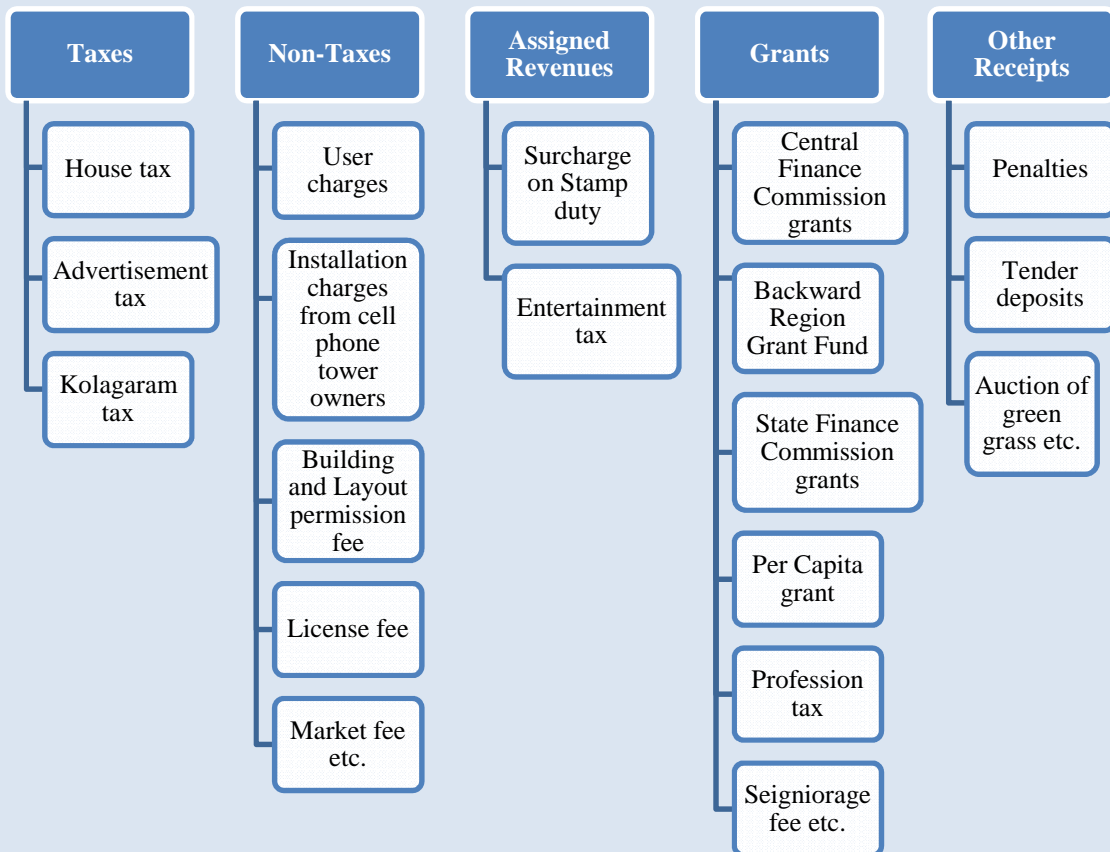 Taxes
House tax
Advertisement
tax
Kolagaram
tax
Non-Taxes
User
charges
Installation
charges
from cell
phone
tower
owners
Building
and Layout
permission
fee
License fee
Market fee
etc.
Assigned
Revenues
Surcharge
on Stamp
duty
Entertainment
tax
Grants
Central
Finance
Commission
grants
Backward
Region
Grant Fund
State Finance
Commission
grants
Per Capita
grant
Profession
tax
Seigniorage
fee etc.
Other
Receipts
Penalties
Tender
deposits
Auction of
green
grass etc.